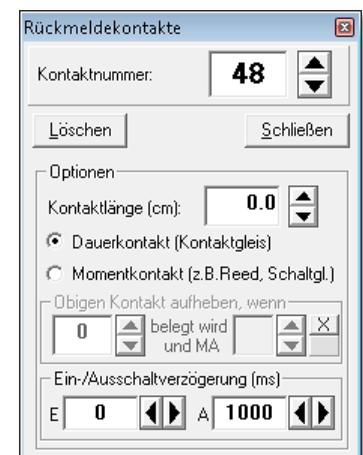 Rückmeldekontakte
Kontaktnummer: 48
Löschen Schließen
Optionen
Kontaktlänge (cm): 0.0
Dauerkontakt (Kontaktgleis)
Momentkontakt (z.B.Reed, Schaltgl.)
Obigen Kontakt aufheben, wenn
0 belegt wird und MA X
Ein-/Ausschaltverzögerung (ms)
E 0 A 1000